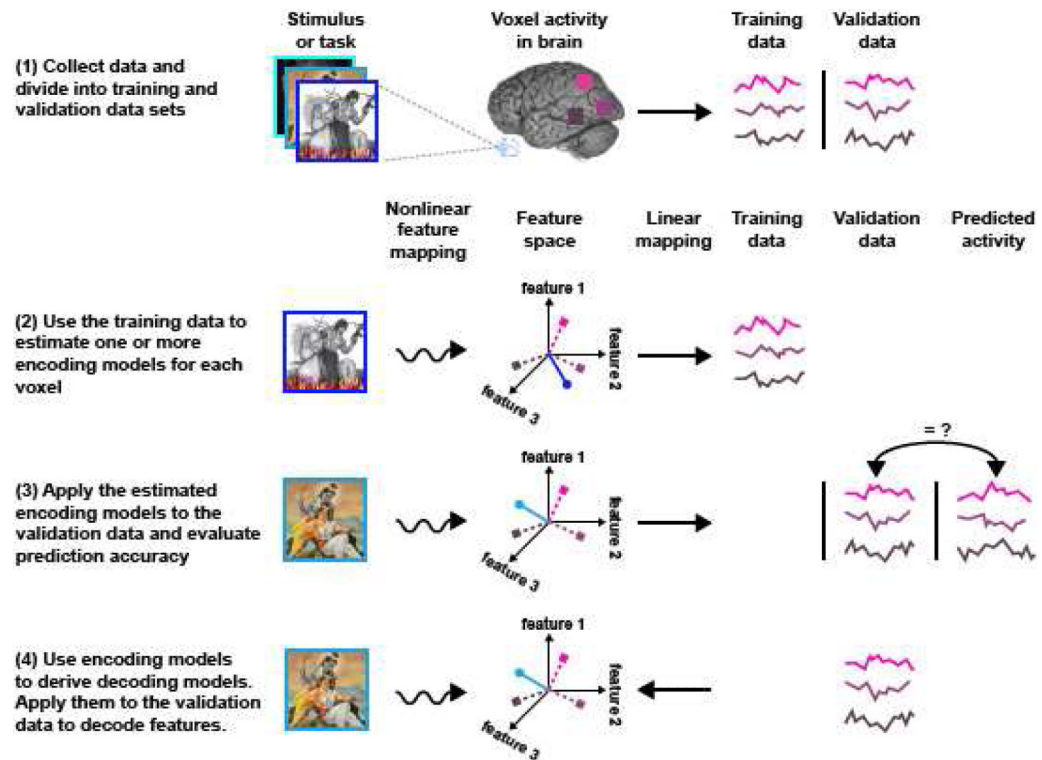 Stimulus
or task
Voxel activity
in brain
Training
data
Validation
data
(1) Collect data and
divide into training and
validation data sets
Nonlinear
feature
mapping
Feature
space
Linear
mapping
Training
data
Validation
data
Predicted
activity
(2) Use the training data to
estimate one or more
encoding models for each
voxel
feature 1
feature 2
feature 3
= ?
(3) Apply the estimated
encoding models to the
validation data and evaluate
prediction accuracy
feature 1
feature 2
feature 3
(4) Use encoding models
to derive decoding models.
Apply them to the validation
data to decode features.
feature 1
feature 2
feature 3